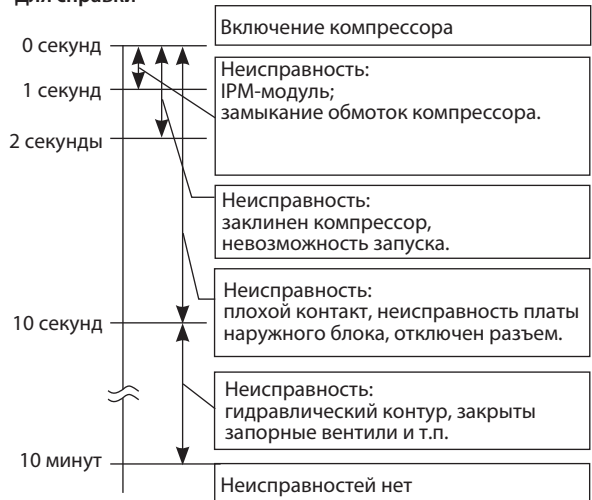 Для справки
Включение компрессора
0 секунд
Неисправность:
1 секунд
IPM-модуль;
замыкание обмоток компрессора.
2 секунды
Неисправность:
заклинен компрессор,
невозможность запуска.
Неисправность:
плохой контакт, неисправность платы
10 секунд
наружного блока, отключен разъем.
Неисправность:
гидравлический контур, закрыты
запорные вентили и т.п.
10 минут
Неисправностей нет